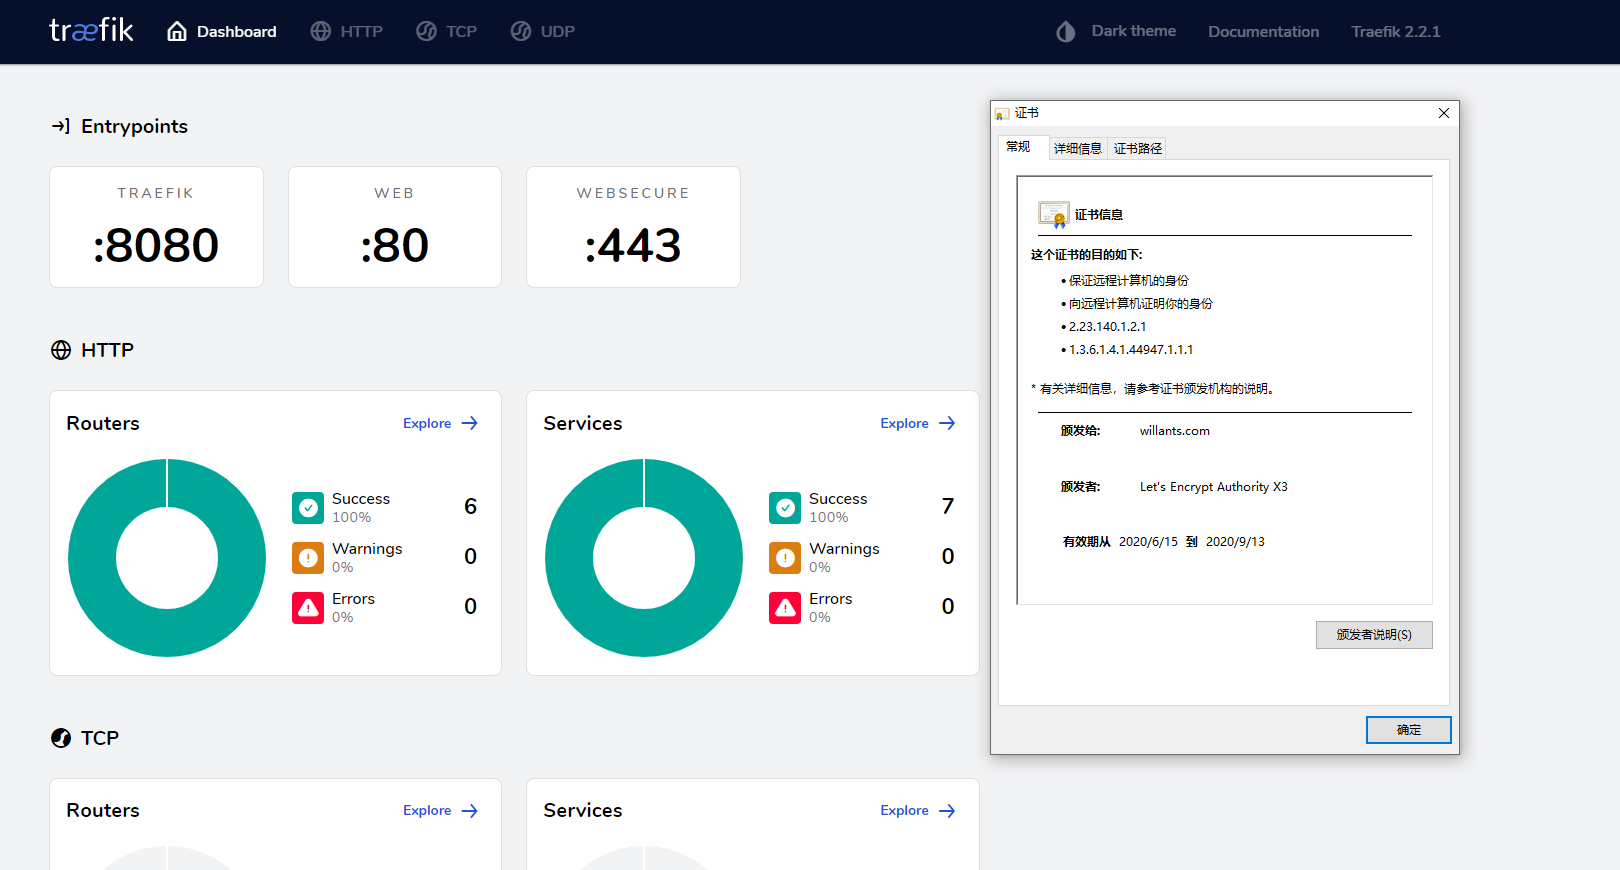 træfik
Dashboard
HTTP
TCP
UDP
Dark theme
Documentation
Traefik 2.2.1
Entrypoints
TRAEFIK
:8080
WEB
:80
WEBSECURE
:443
HTTP
Routers
Explore
Success
6
100%
Warnings
0
0%
Errors
0
0%
Services
Explore
Success
7
100%
Warnings
0
0%
Errors
0
0%
TCP
Routers
Explore
Services
Explore
证书
常规
详细信息
证书路径
证书信息
这个证书的目的如下:
• 保证远程计算机的身份
• 向远程计算机证明你的身份
• 2.23.140.1.2.1
• 1.3.6.1.4.1.44947.1.1.1
* 有关详细信息，请参考证书颁发机构的说明。
颁发给: willants.com
颁发者: Let's Encrypt Authority X3
有效期从 2020/6/15 到 2020/9/13
颁发者说明(S)
确定